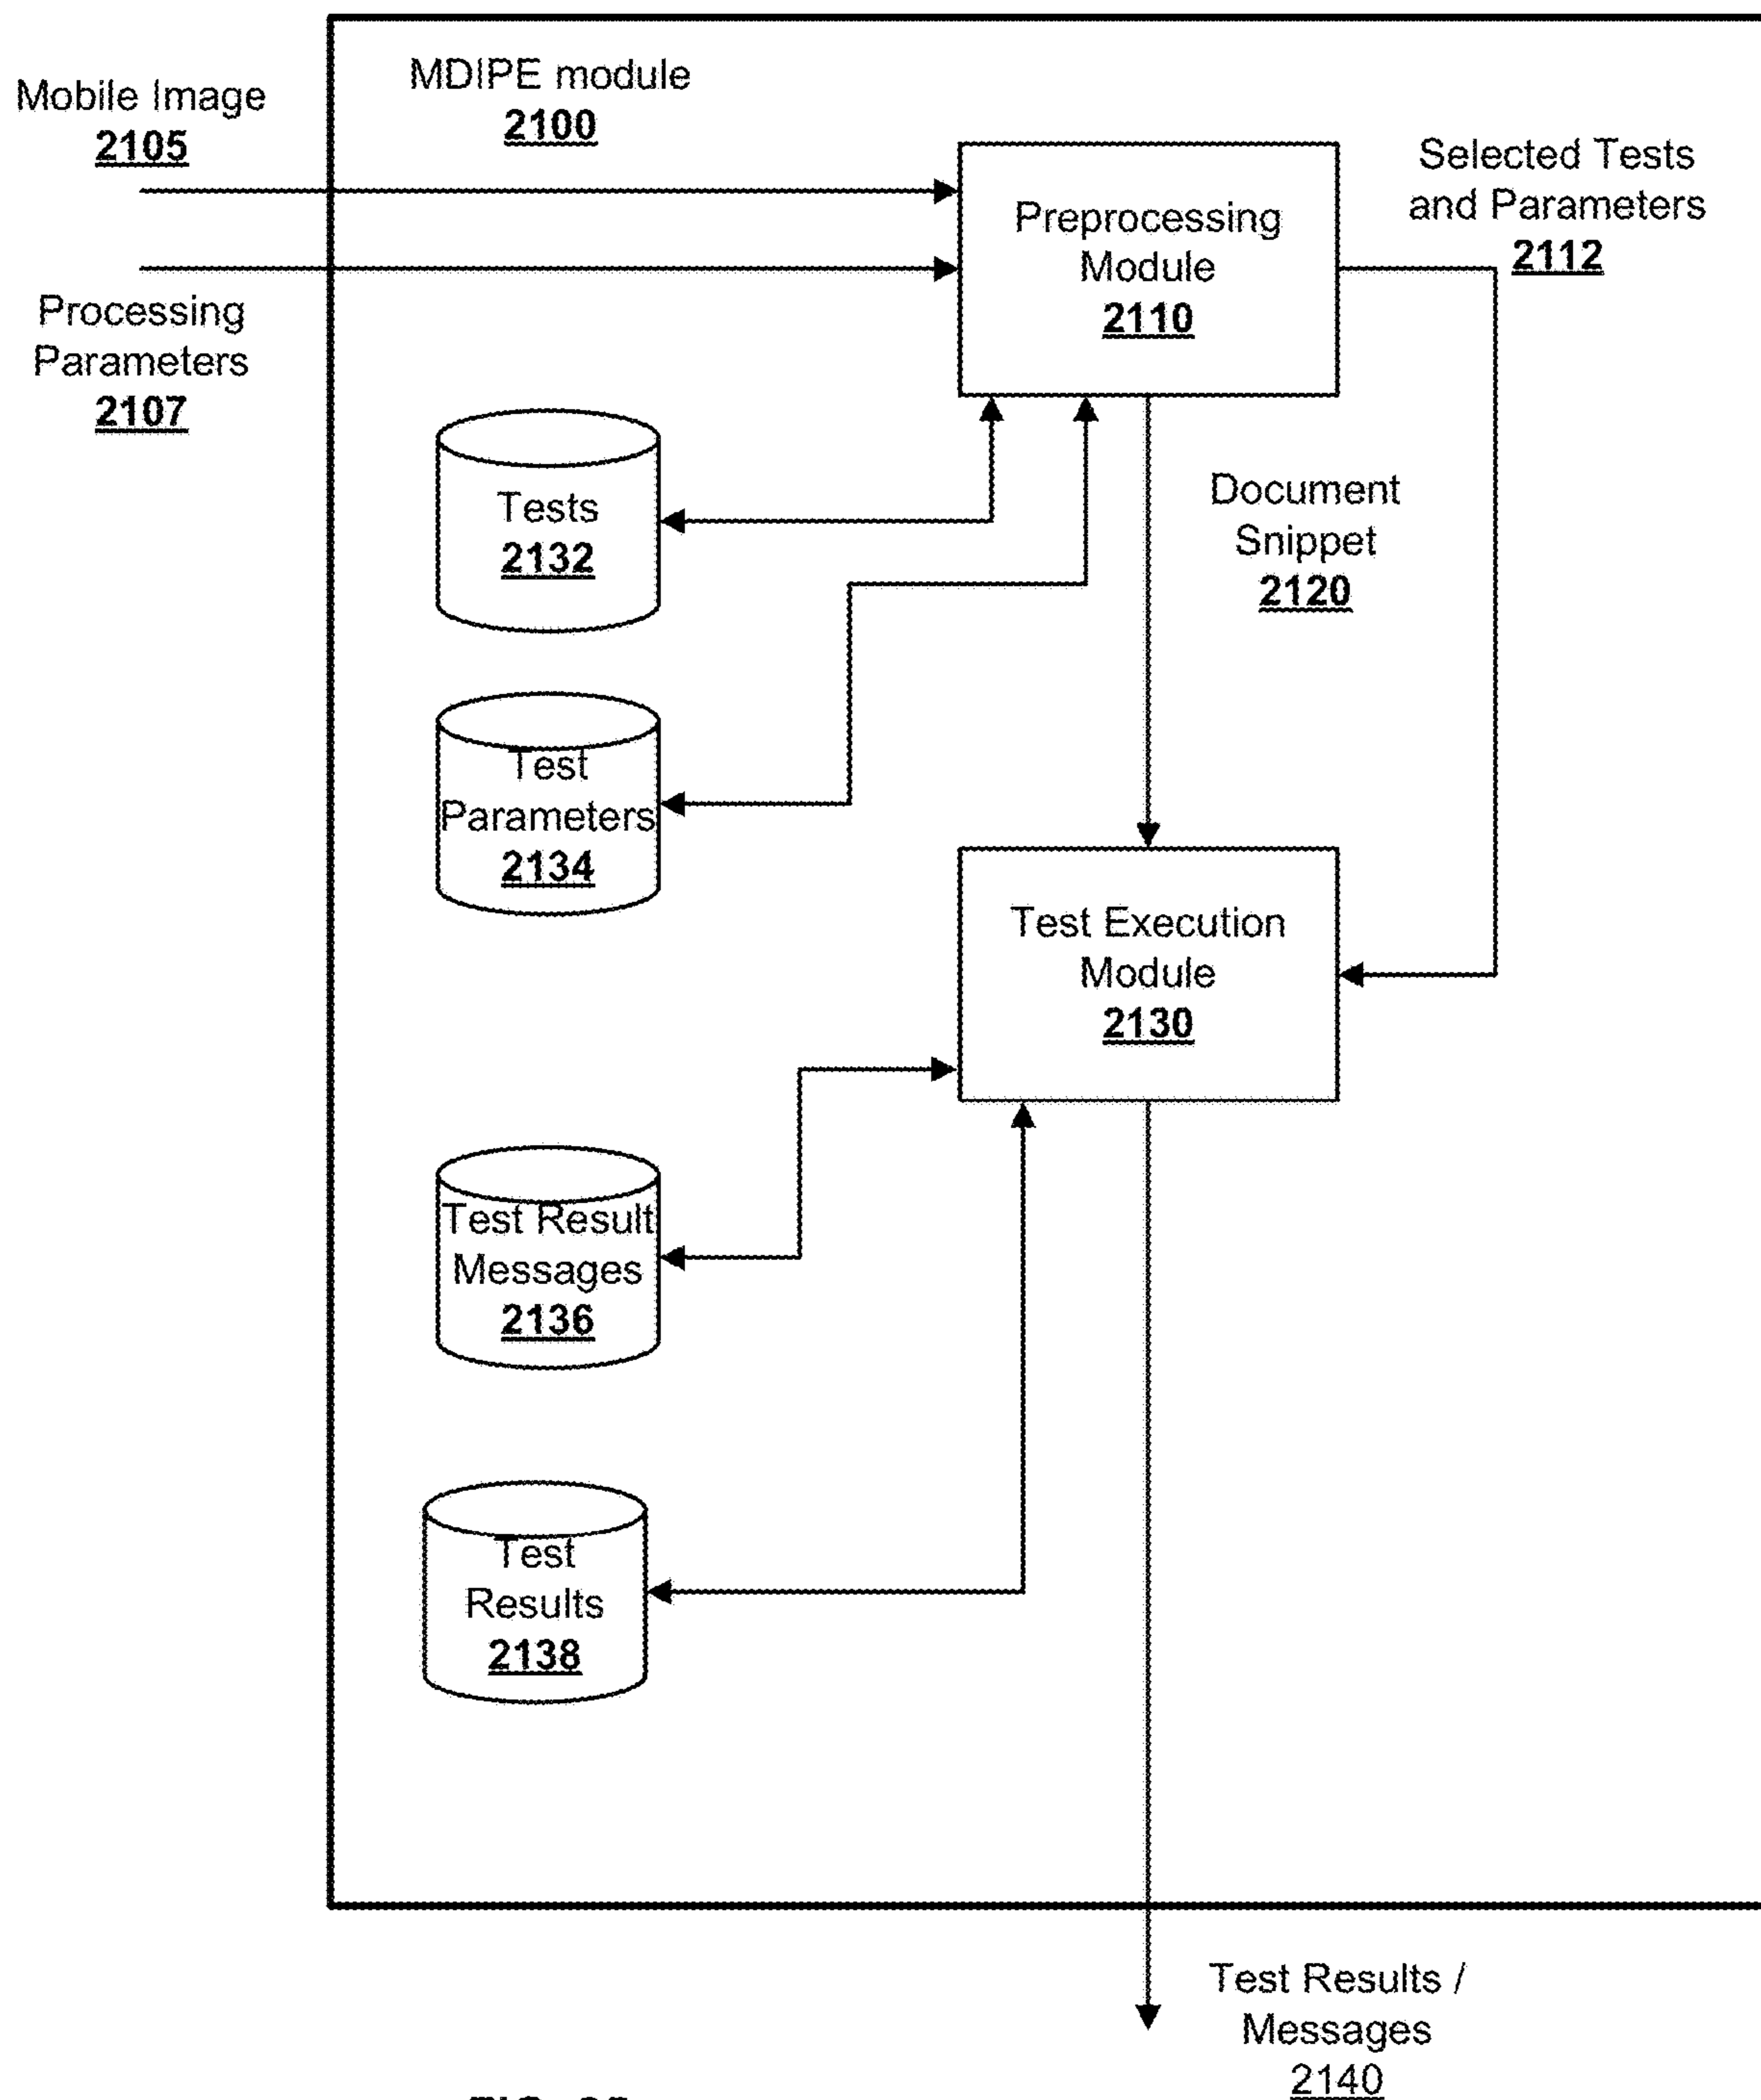 Mobile Image
2105
MDIPE module
2100
Processing
Parameters
2107
Preprocessing
Module
2110
Selected Tests
and Parameters
2112
Tests
2132
Document
Snippet
2120
Test
Parameters
2134
Test Execution
Module
2130
Test Result
Messages
2136
Test
Results
2138
Test Results /
Messages
2140